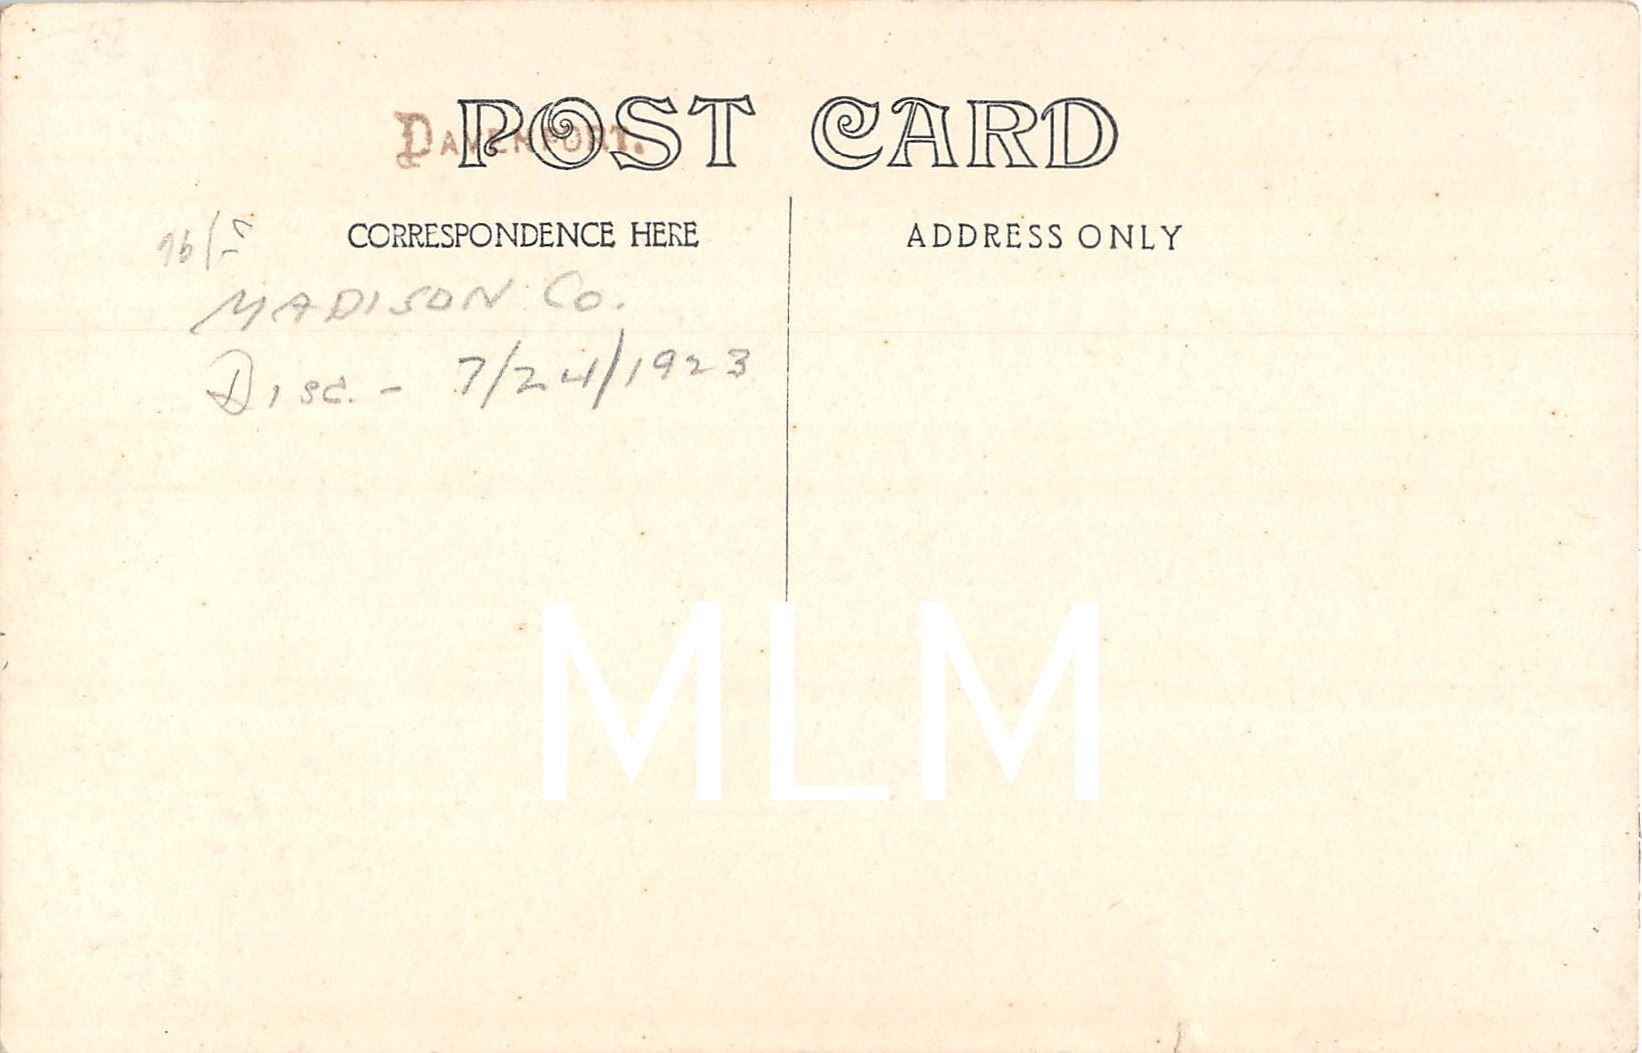 POST CARD
DAVENPORT.
CORRESPONDENCE HERE
ADDRESS ONLY
MADISON Co.
Disc. - 7/24/1923
MLM